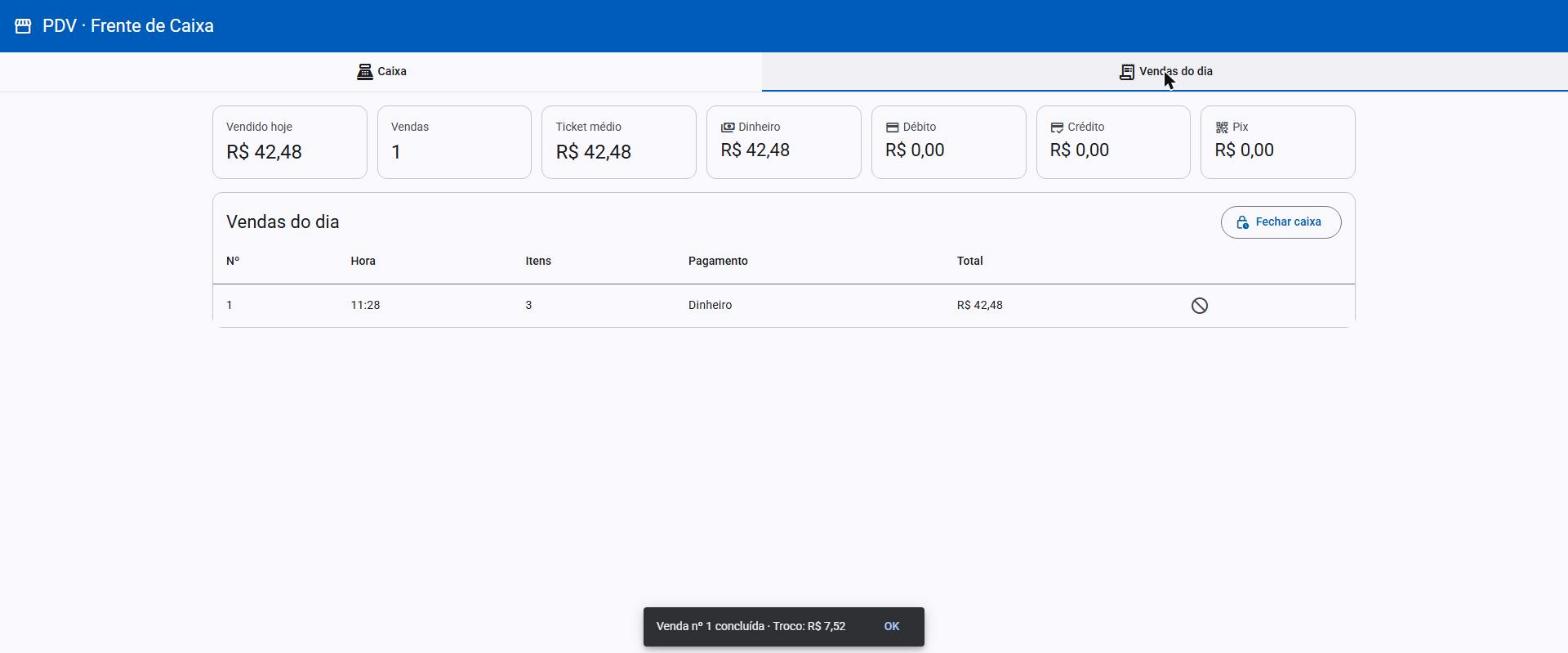 PDV · Frente de Caixa
Caixa
Vendas do dia
Vendido hoje
R$ 42,48
Vendas
1
Ticket médio
R$ 42,48
Dinheiro
R$ 42,48
Débito
R$ 0,00
Crédito
R$ 0,00
Pix
R$ 0,00
Vendas do dia
Fechar caixa
Nº Hora Itens Pagamento Total
1 11:28 3 Dinheiro R$ 42,48
Venda nº 1 concluída · Troco: R$ 7,52 OK